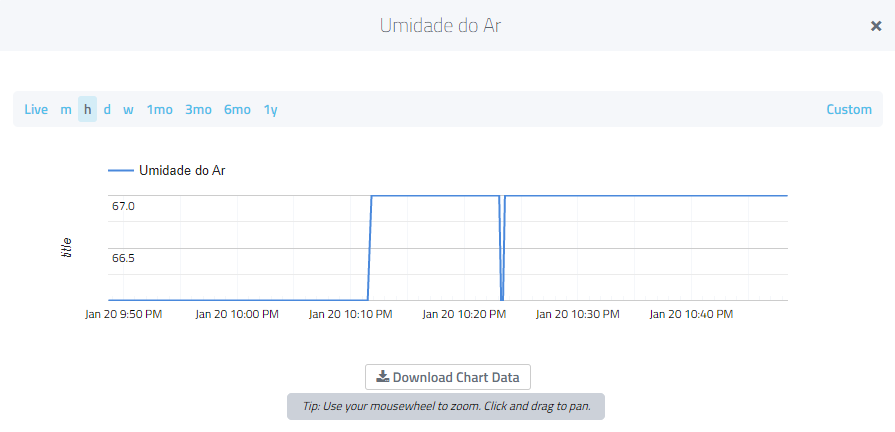 Umidade do Ar ×
Live m h d w 1mo 3mo 6mo 1y Custom
Umidade do Ar
67.0
title
66.5
Jan 20 9:50 PM Jan 20 10:00 PM Jan 20 10:10 PM Jan 20 10:20 PM Jan 20 10:30 PM Jan 20 10:40 PM
Download Chart Data
Tip: Use your mousewheel to zoom. Click and drag to pan.